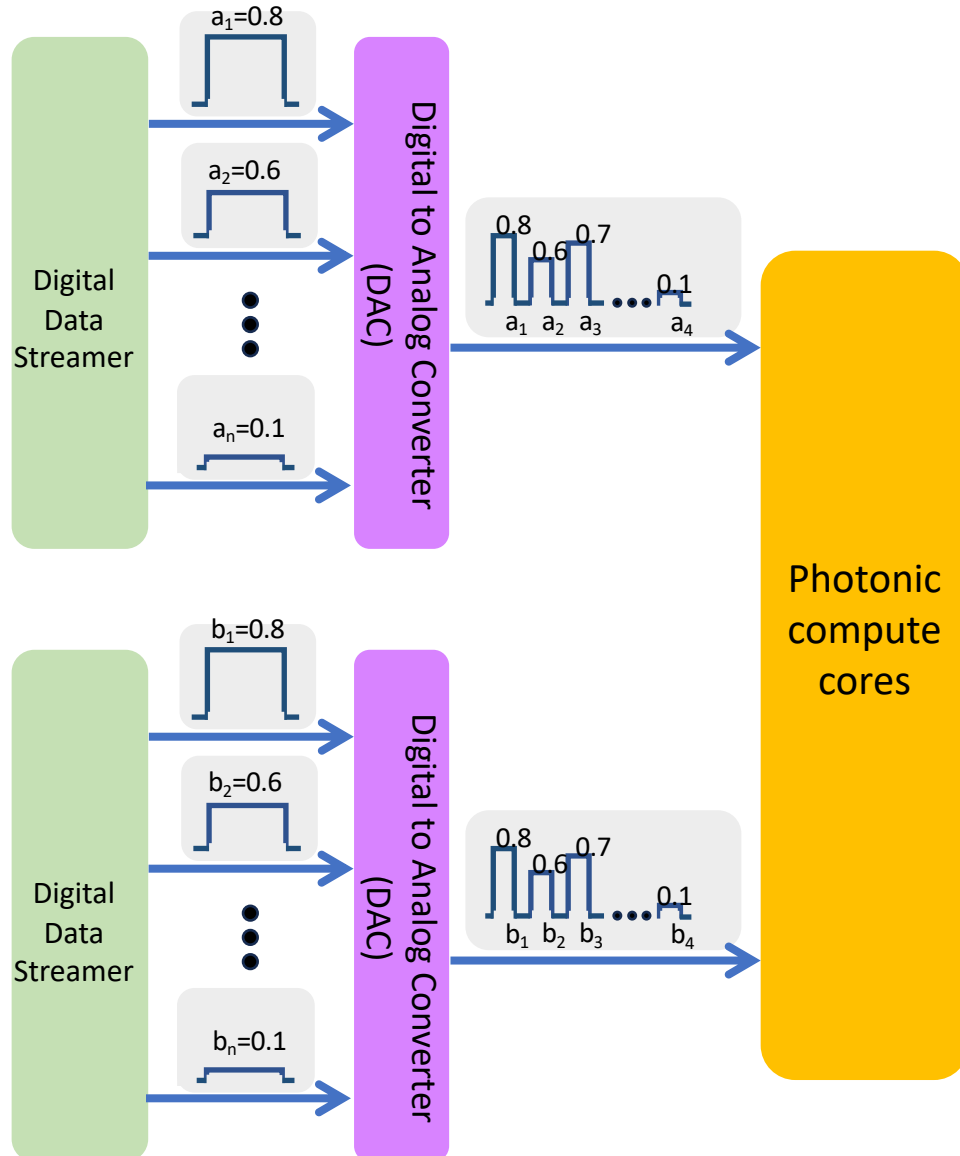 a₁=0.8
a₂=0.6
aₙ=0.1
Digital
Data
Streamer
Digital to Analog Converter
(DAC)
0.8
0.6
0.7
0.1
a₁
a₂
a₃
a₄
Photonic
compute
cores
b₁=0.8
b₂=0.6
bₙ=0.1
Digital
Data
Streamer
Digital to Analog Converter
(DAC)
0.8
0.6
0.7
0.1
b₁
b₂
b₃
b₄